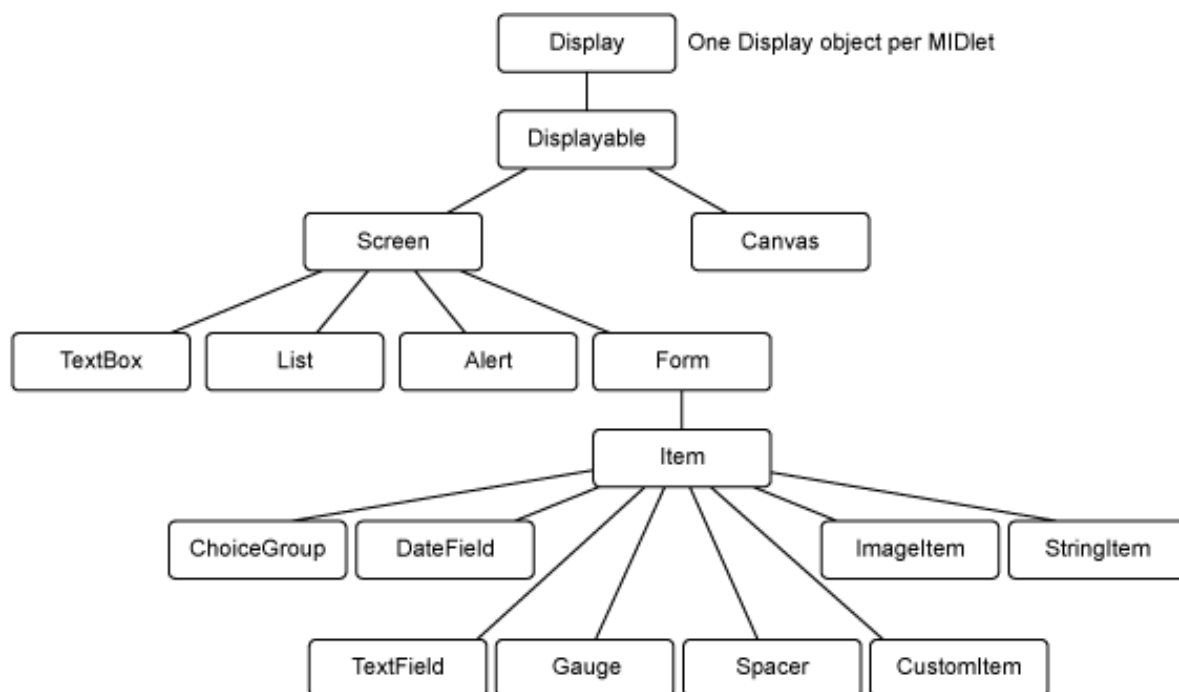 Display
One Display object per MIDlet
Displayable
Screen
Canvas
TextBox
List
Alert
Form
Item
ChoiceGroup
DateField
ImageItem
StringItem
TextField
Gauge
Spacer
CustomItem